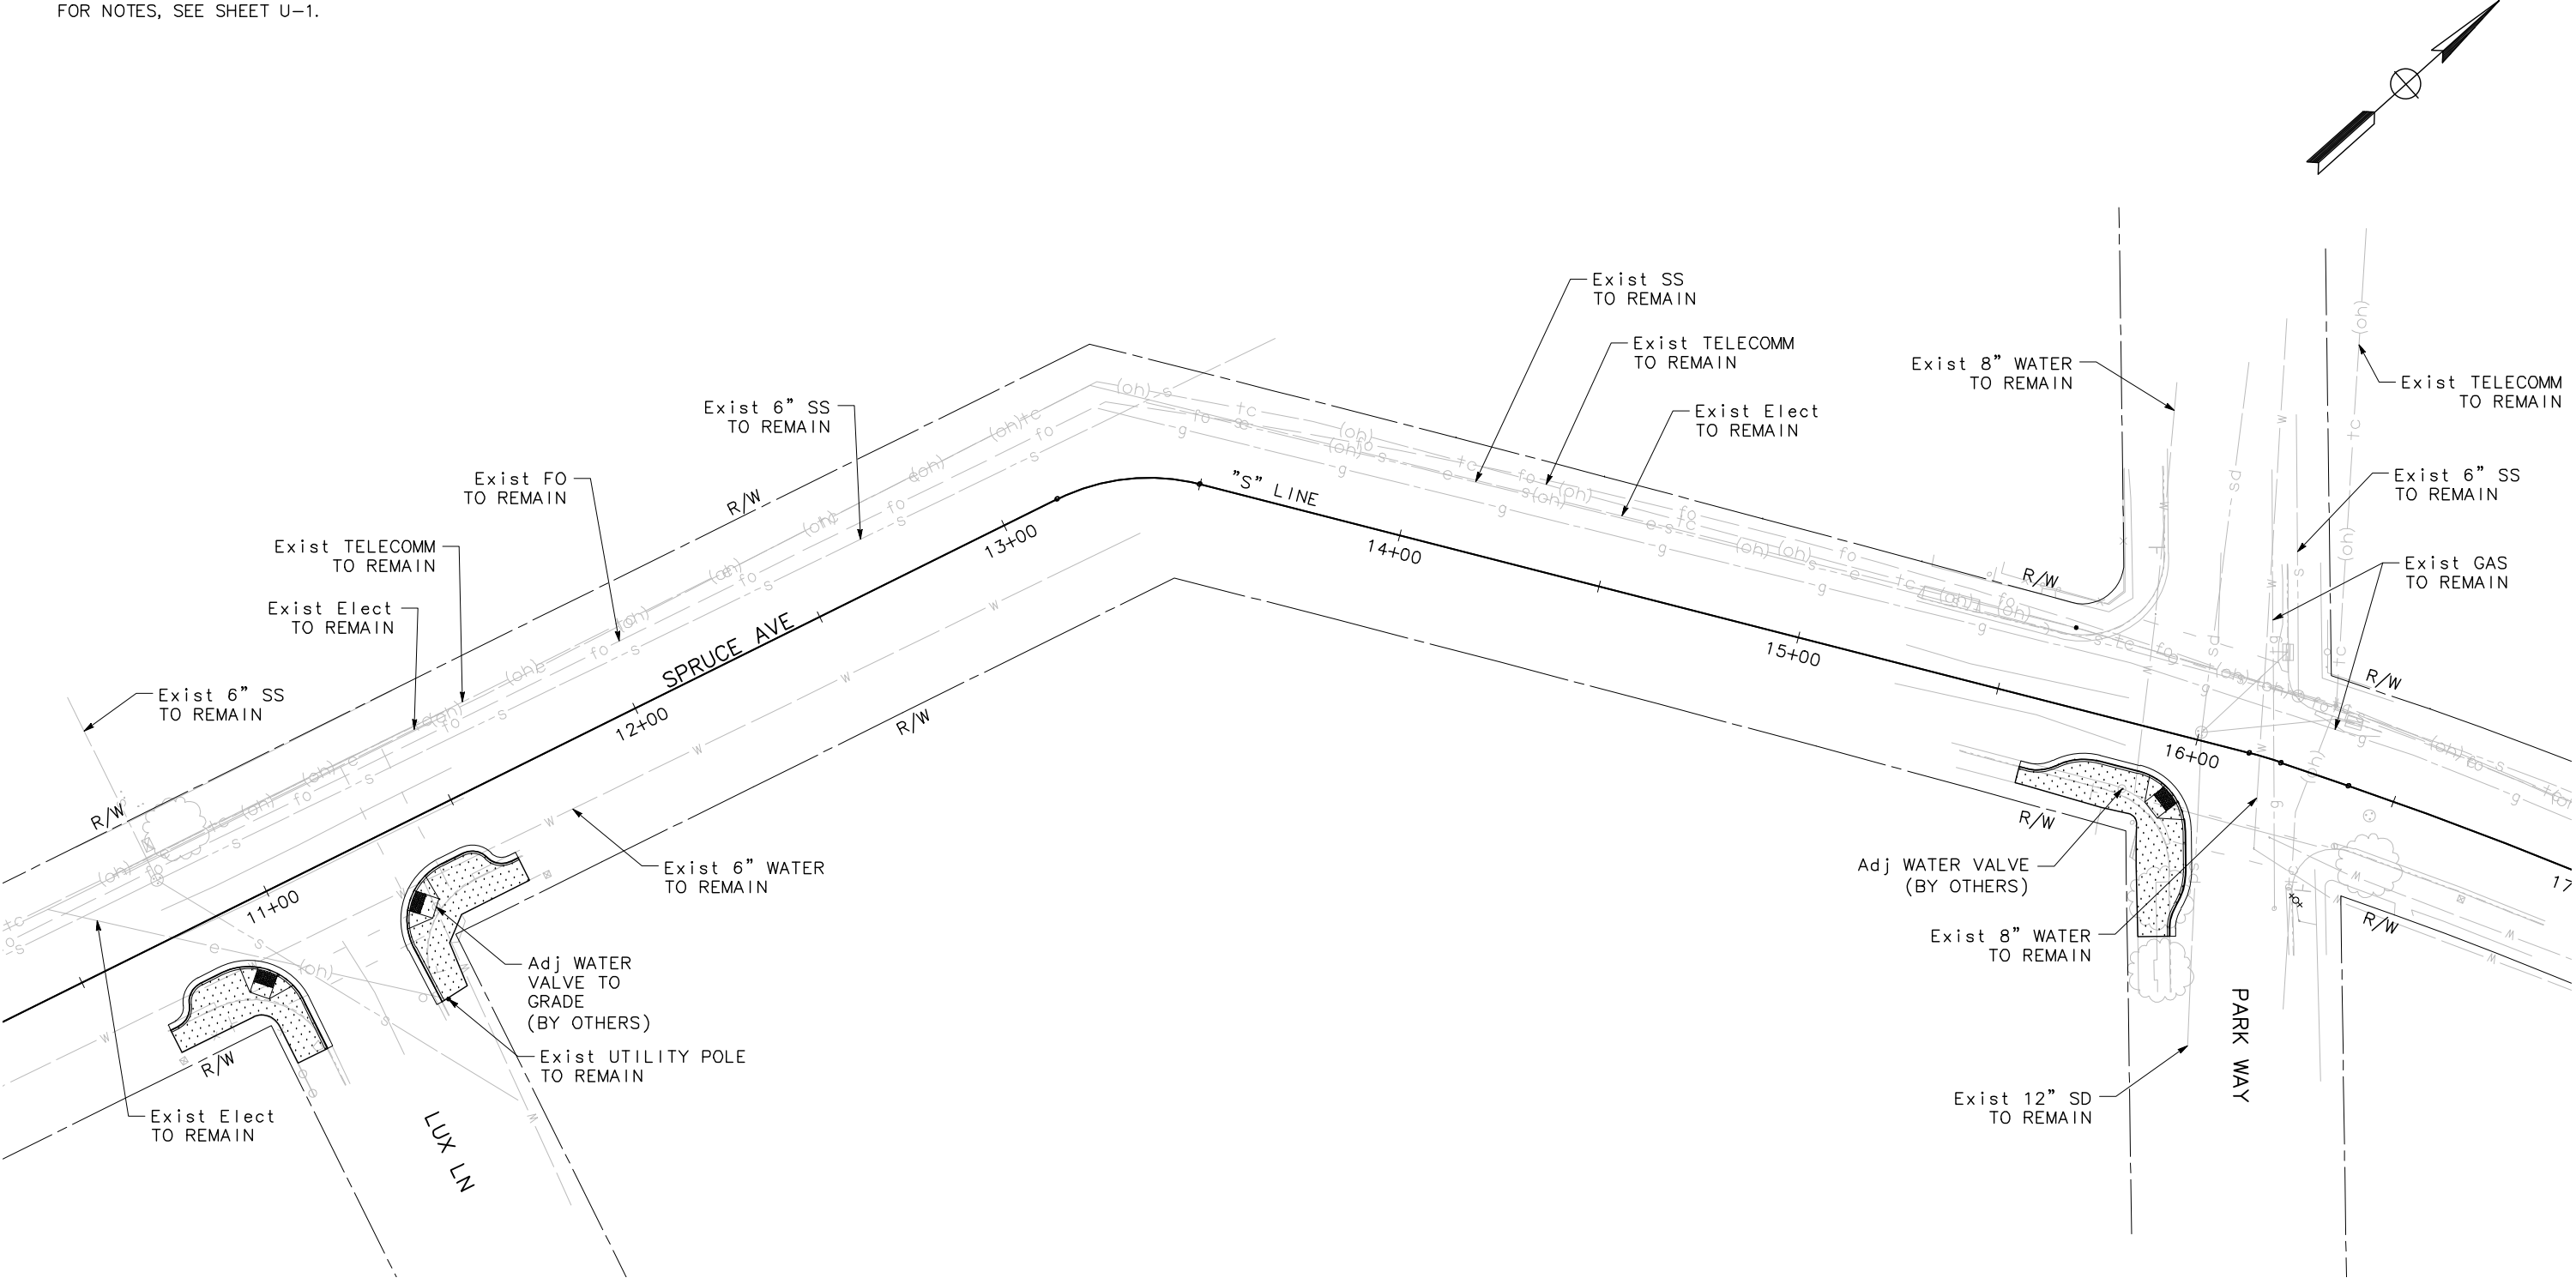 FOR NOTES, SEE SHEET U-1.
Exist SS
TO REMAIN
Exist TELECOMM
TO REMAIN
Exist Elect
TO REMAIN
Exist 8" WATER
TO REMAIN
Exist TELECOMM
TO REMAIN
Exist 6" SS
TO REMAIN
Exist GAS
TO REMAIN
Exist 6" SS
TO REMAIN
Exist FO
TO REMAIN
Exist TELECOMM
TO REMAIN
Exist Elect
TO REMAIN
Exist 6" SS
TO REMAIN
R/W
R/W
R/W
R/W
"S" LINE
SPRUCE AVE
11+00
12+00
13+00
14+00
15+00
16+00
17
R/W
R/W
R/W
R/W
Exist 6" WATER
TO REMAIN
Adj WATER
VALVE TO
GRADE
(BY OTHERS)
Exist UTILITY POLE
TO REMAIN
Exist Elect
TO REMAIN
LUX LN
Adj WATER VALVE
(BY OTHERS)
Exist 8" WATER
TO REMAIN
Exist 12" SD
TO REMAIN
PARK WAY